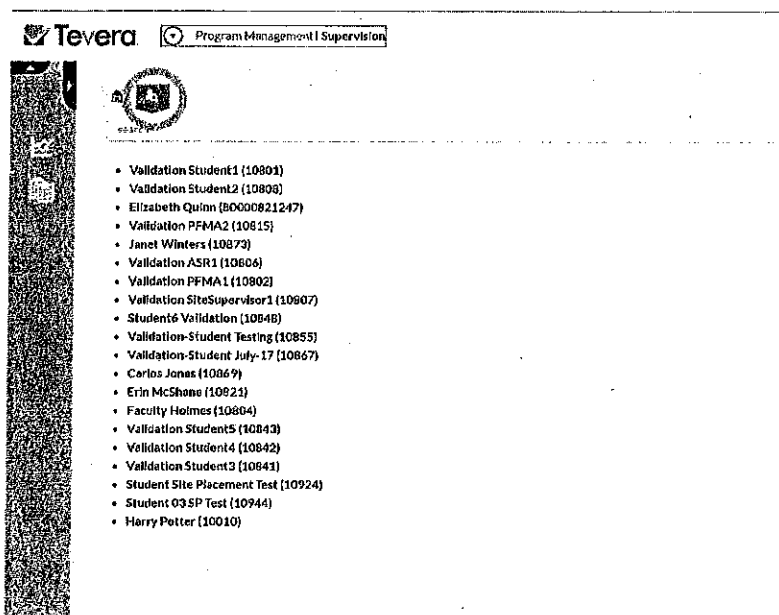 Tevera
Program Management | Supervision
Validation Student1 (10801)
Validation Student2 (10808)
Elizabeth Quinn (B0000821247)
Validation PFMA2 (10815)
Janet Winters (10873)
Validation ASR1 (10806)
Validation PFMA1 (10802)
Validation SiteSupervisor1 (10807)
Student6 Validation (10848)
Validation-Student Testing (10855)
Validation-Student July-17 (10867)
Carlos Jones (10869)
Erin McShane (10821)
Faculty Holmes (10804)
Validation Student5 (10843)
Validation Student4 (10842)
Validation Student3 (10841)
Student Site Placement Test (10924)
Student 03 SP Test (10944)
Harry Potter (10010)